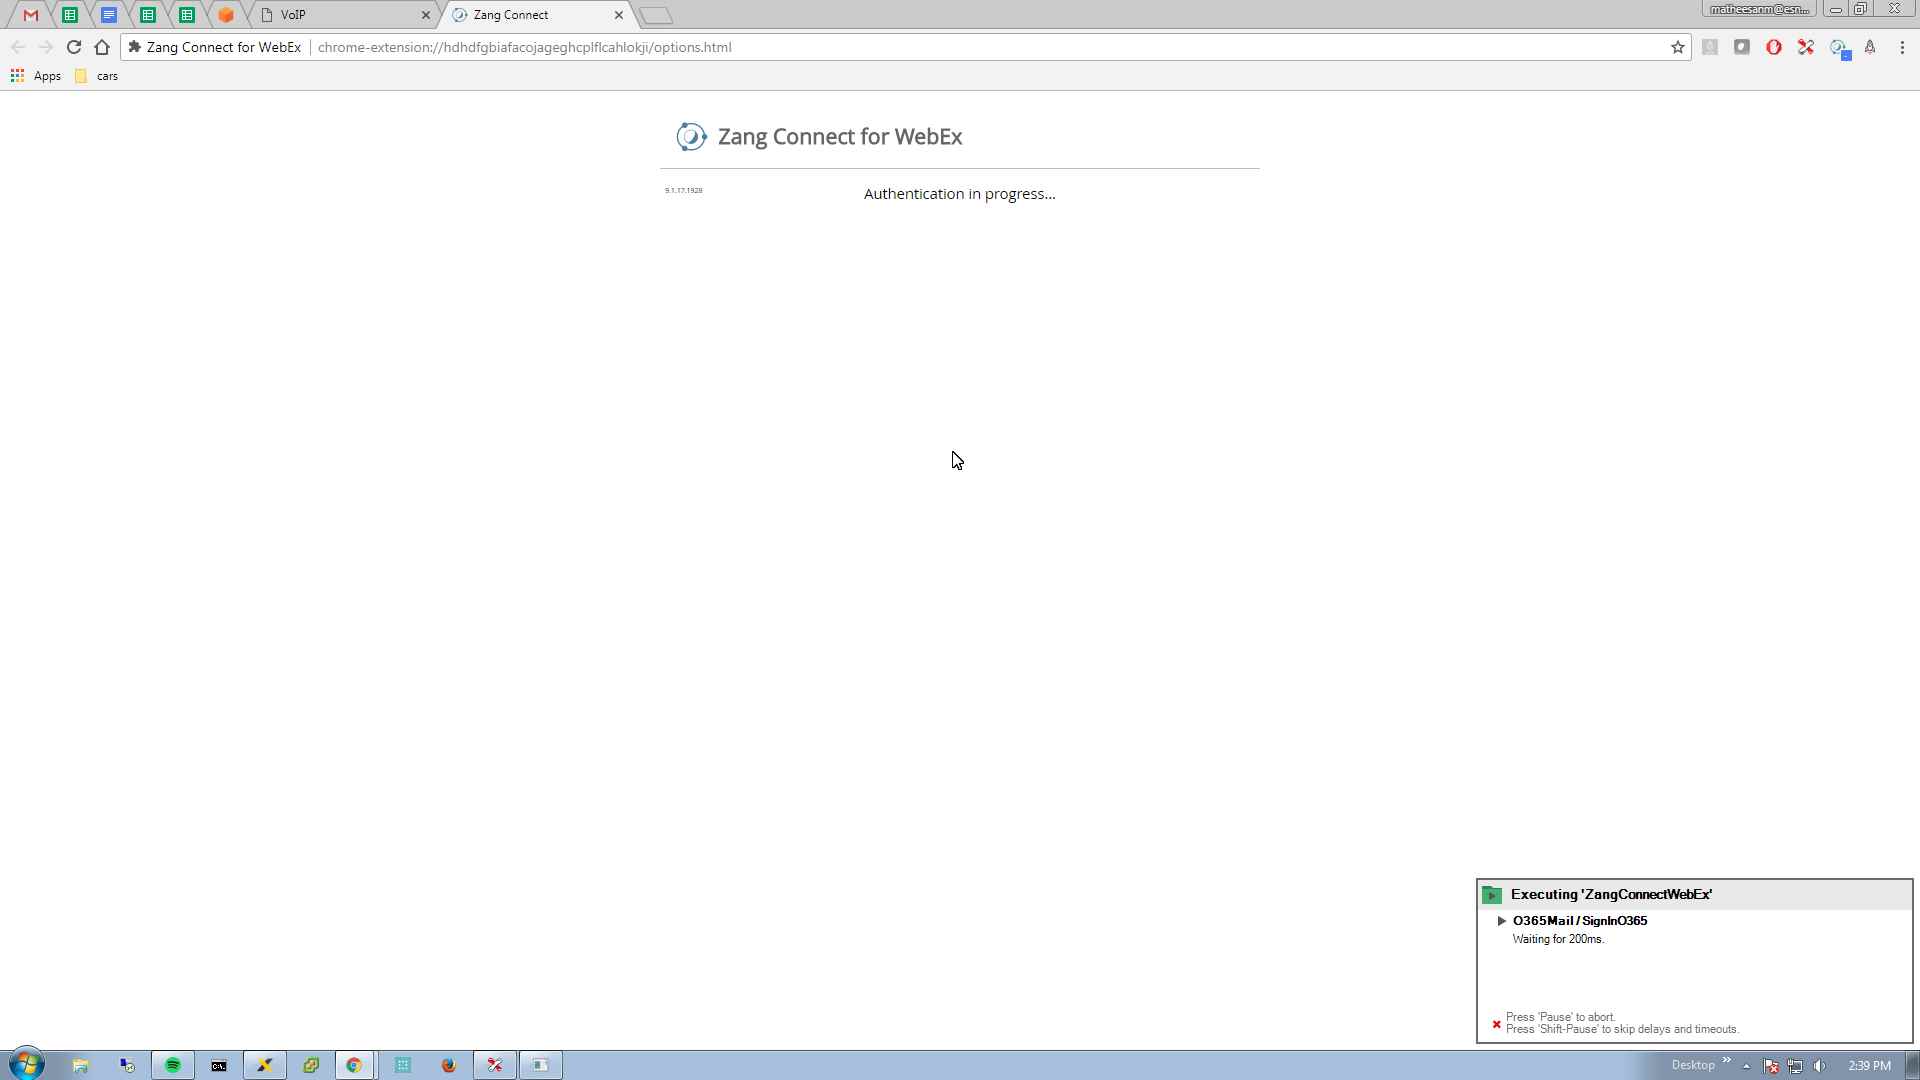 VoIP
Zang Connect
matheesanm@esn...
Zang Connect for WebEx
chrome-extension://hdhdfgbiafacojageghcplflcahlokji/options.html
Apps
cars
Zang Connect for WebEx
9.1.17.1928
Authentication in progress...
Executing 'ZangConnectWebEx'
O365Mail / SignInO365
Waiting for 200ms.
Press 'Pause' to abort.
Press 'Shift-Pause' to skip delays and timeouts.
Desktop
2:39 PM